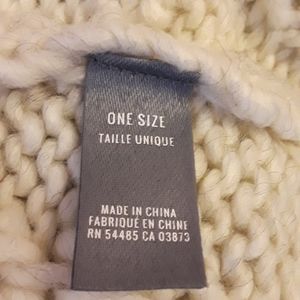 ONE SIZE
TAILLE UNIQUE
MADE IN CHINA
FABRIQUÉ EN CHINE
RN 54485 CA 03873